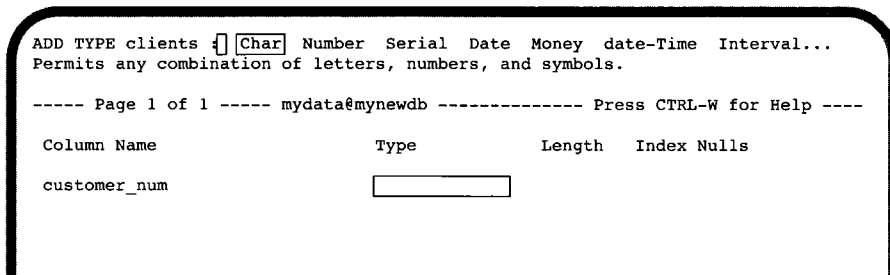 ADD TYPE clients : Char Number Serial Date Money date-Time Interval...
Permits any combination of letters, numbers, and symbols.
----- Page 1 of 1 ----- mydata@mynewdb -------------- Press CTRL-W for Help ----
Column Name Type Length Index Nulls
customer_num